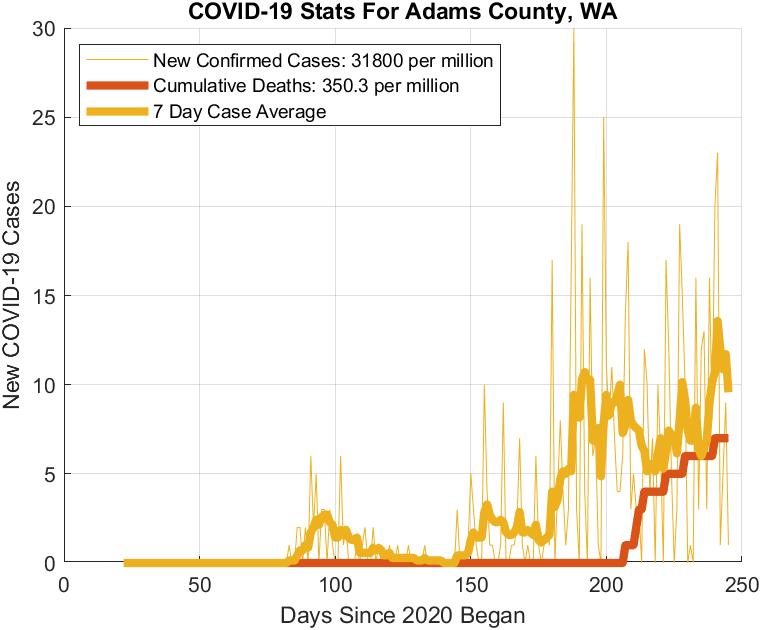 COVID-19 Stats For Adams County, WA
New Confirmed Cases: 31800 per million
Cumulative Deaths: 350.3 per million
7 Day Case Average
New COVID-19 Cases
30
25
20
15
10
5
0
0 50 100 150 200 250
Days Since 2020 Began